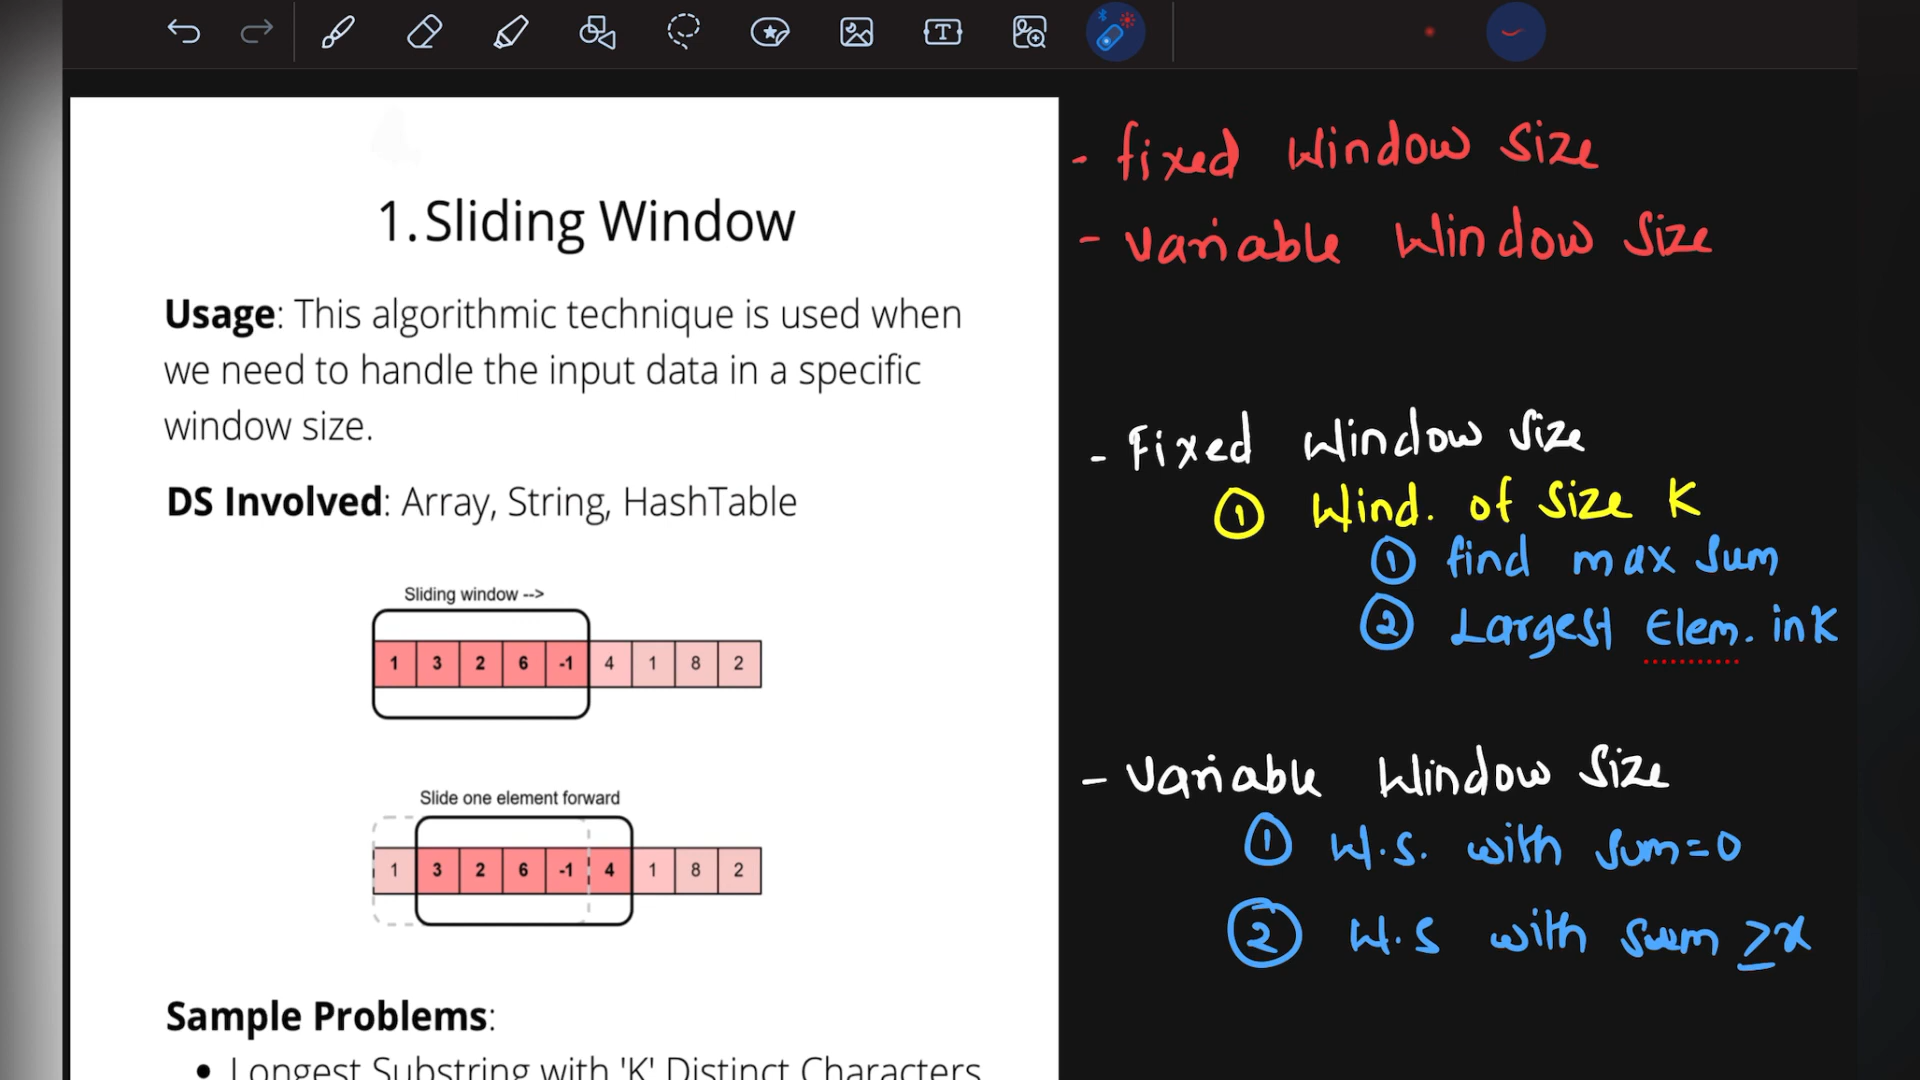 1. Sliding Window
Usage: This algorithmic technique is used when
we need to handle the input data in a specific
window size.
DS Involved: Array, String, HashTable
Sliding window -->
1 3 2 6 -1 4 1 8 2
Slide one element forward
1 3 2 6 -1 4 1 8 2
Sample Problems:
• Longest Substring with 'K' Distinct Characters
- fixed Window Size
- Variable Window Size
- Fixed Window Size
① Wind. of Size K
① find max Sum
② Largest Elem. in K
- Variable Window Size
① W.S. with Sum=0
② W.S with Sum ≥x